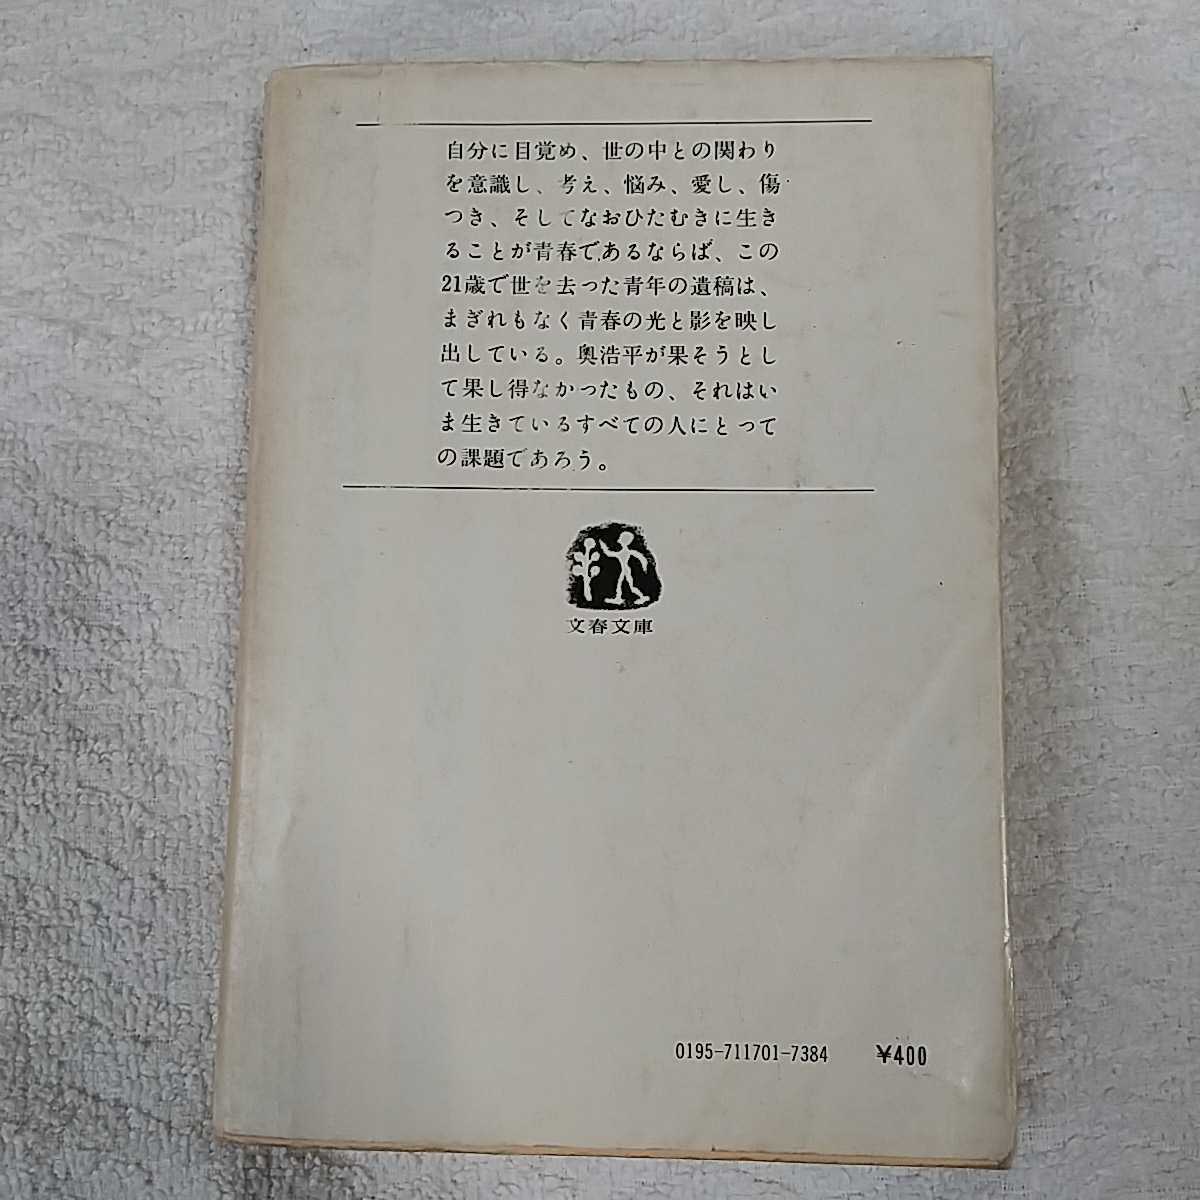 自分に目覚め、世の中との関わり
を意識し、考え、悩み、愛し、傷
つき、そしてなおひたむきに生き
ることが青春であるならば、この
21歳で世を去った青年の遺稿は、
まぎれもなく青春の光と影を映し
出している。奥浩平が果そうとし
て果し得なかったもの、それはい
ま生きているすべての人にとって
の課題であろう。
文春文庫
0195-711701-7384 ¥400